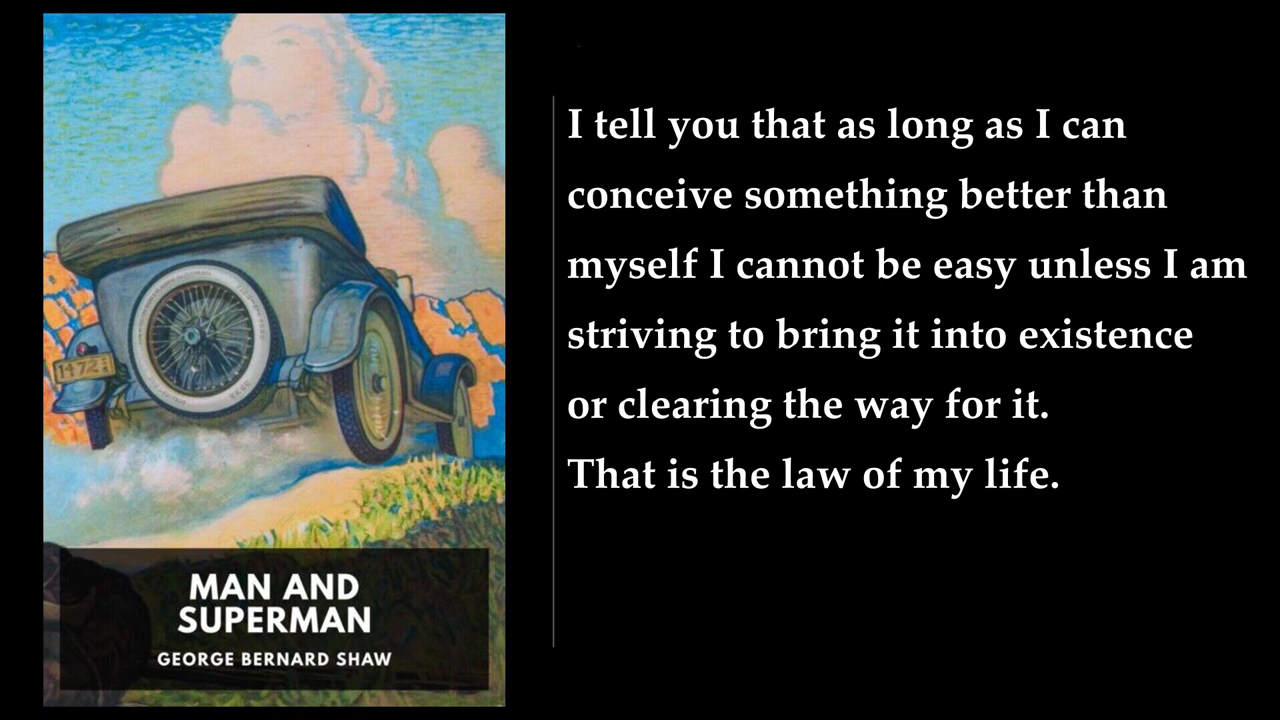 I tell you that as long as I can
conceive something better than
myself I cannot be easy unless I am
striving to bring it into existence
or clearing the way for it.
That is the law of my life.
1472
MAN AND
SUPERMAN
GEORGE BERNARD SHAW